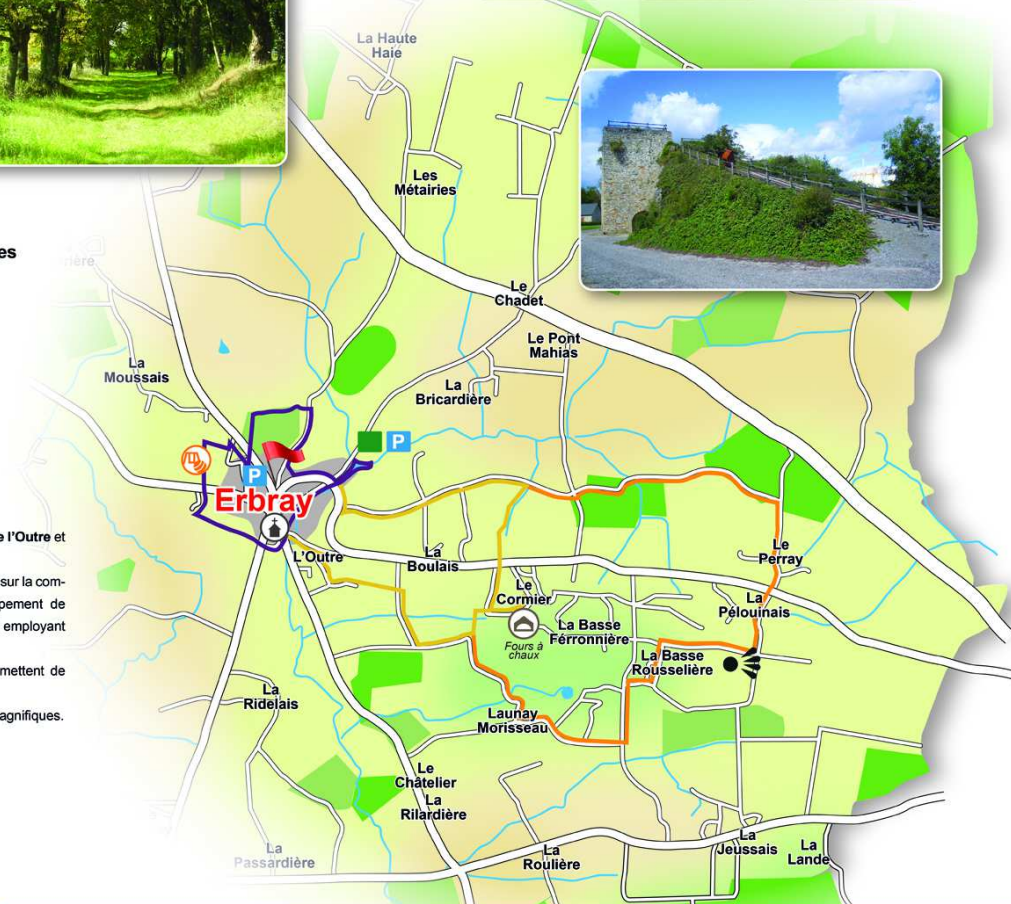 La Haute
Haie
Les
Métairies
es
ière
Le
Chadet
Le Pont
Mahias
La
Moussais
La
Bricardière
P
P
Erbray
e l'Outre et
L'Outre
La
Boulais
Le
Perray
sur la com-
Le
Cormier
La
Pélouinais
pement de
employant
La Basse
Férronnière
Fours à
chaux
La Basse
Rousselière
mettent de
La
Ridelais
agnifiques.
Launay
Morisseau
Le
Châtelier
La
Rilardière
La
Passardière
La
Roulière
La
Jeussais
La
Lande